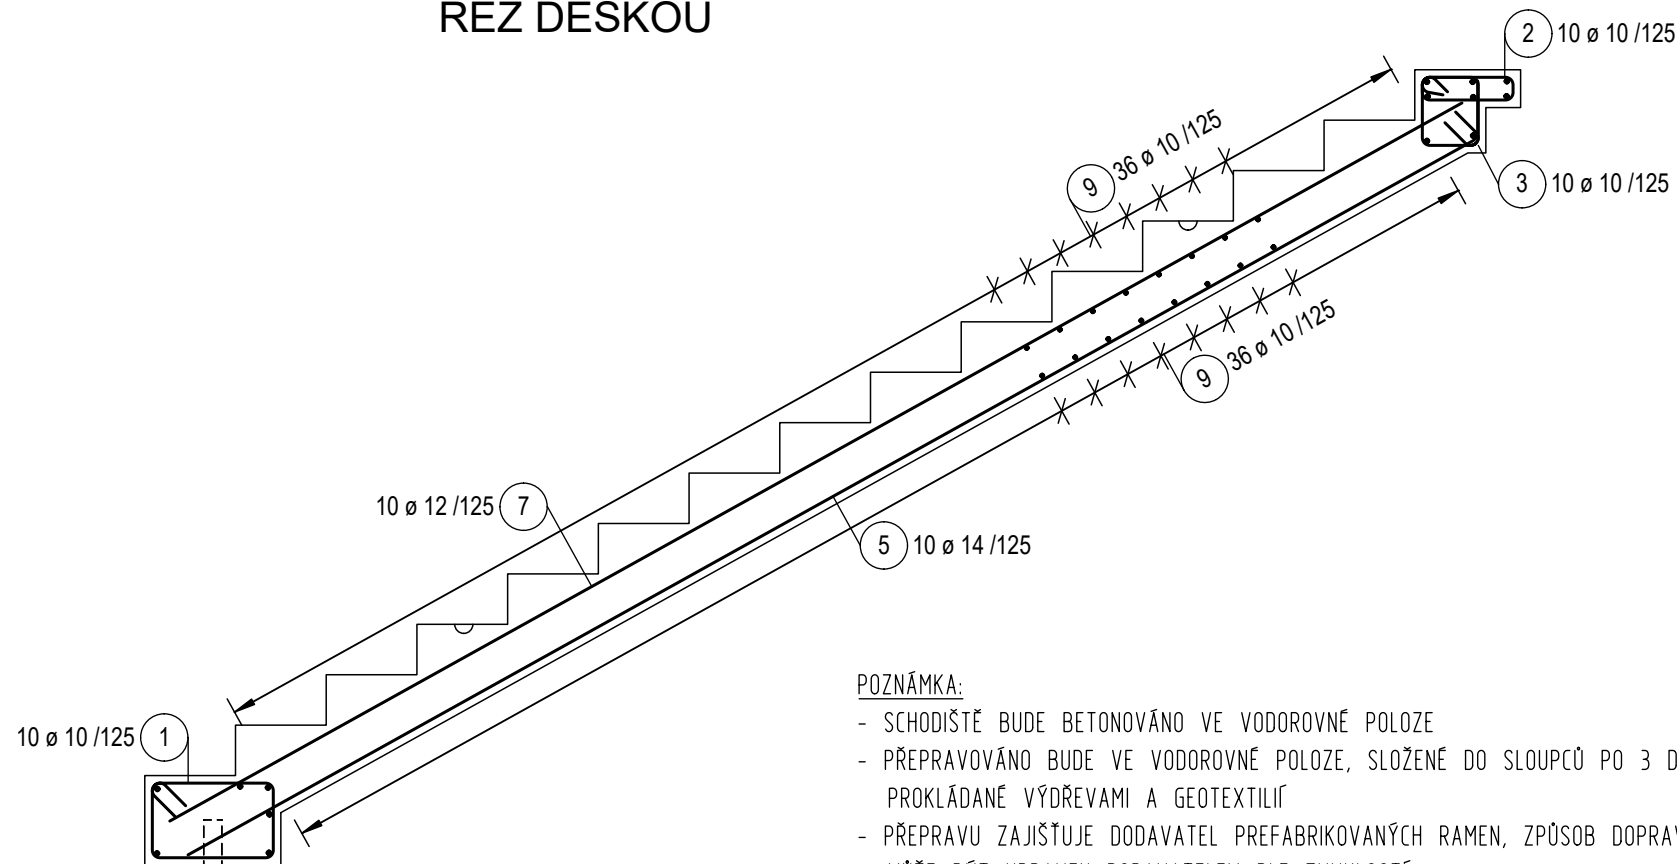 REZ DESKOU
2 10 ø 10 /125
9 36 ø 10 /125
3 10 ø 10 /125
9 36 ø 10 /125
10 ø 12 /125 7
5 10 ø 14 /125
10 ø 10 /125 1
POZNÁMKA:
- SCHODIŠTĚ BUDE BETONOVÁNO VE VODOROVNÉ POLOZE
- PŘEPRAVOVÁNO BUDE VE VODOROVNÉ POLOZE, SLOŽENÉ DO SLOUPCŮ PO 3 D
PROKLÁDANÉ VÝDŘEVAMI A GEOTEXTILIÍ
- PŘEPRAVU ZAJIŠŤUJE DODAVATEL PREFABRIKOVANÝCH RAMEN, ZPŮSOB DOPRAV